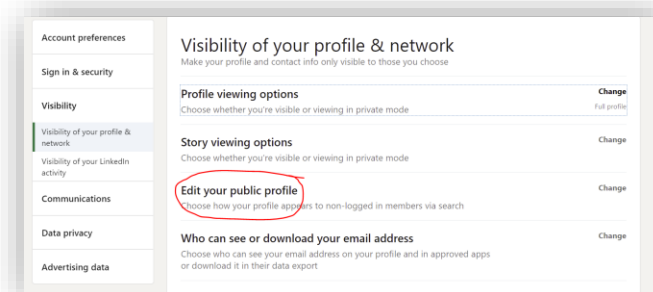 Account preferences
Sign in & security
Visibility
Visibility of your profile &
network
Visibility of your LinkedIn
activity
Communications
Data privacy
Advertising data
Visibility of your profile & network
Make your profile and contact info only visible to those you choose
Profile viewing options
Change
Choose whether you're visible or viewing in private mode
Full profile
Story viewing options
Change
Choose whether you're visible or viewing in private mode
Edit your public profile
Change
Choose how your profile appears to non-logged in members via search
Who can see or download your email address
Change
Choose who can see your email address on your profile and in approved apps
or download it in their data export